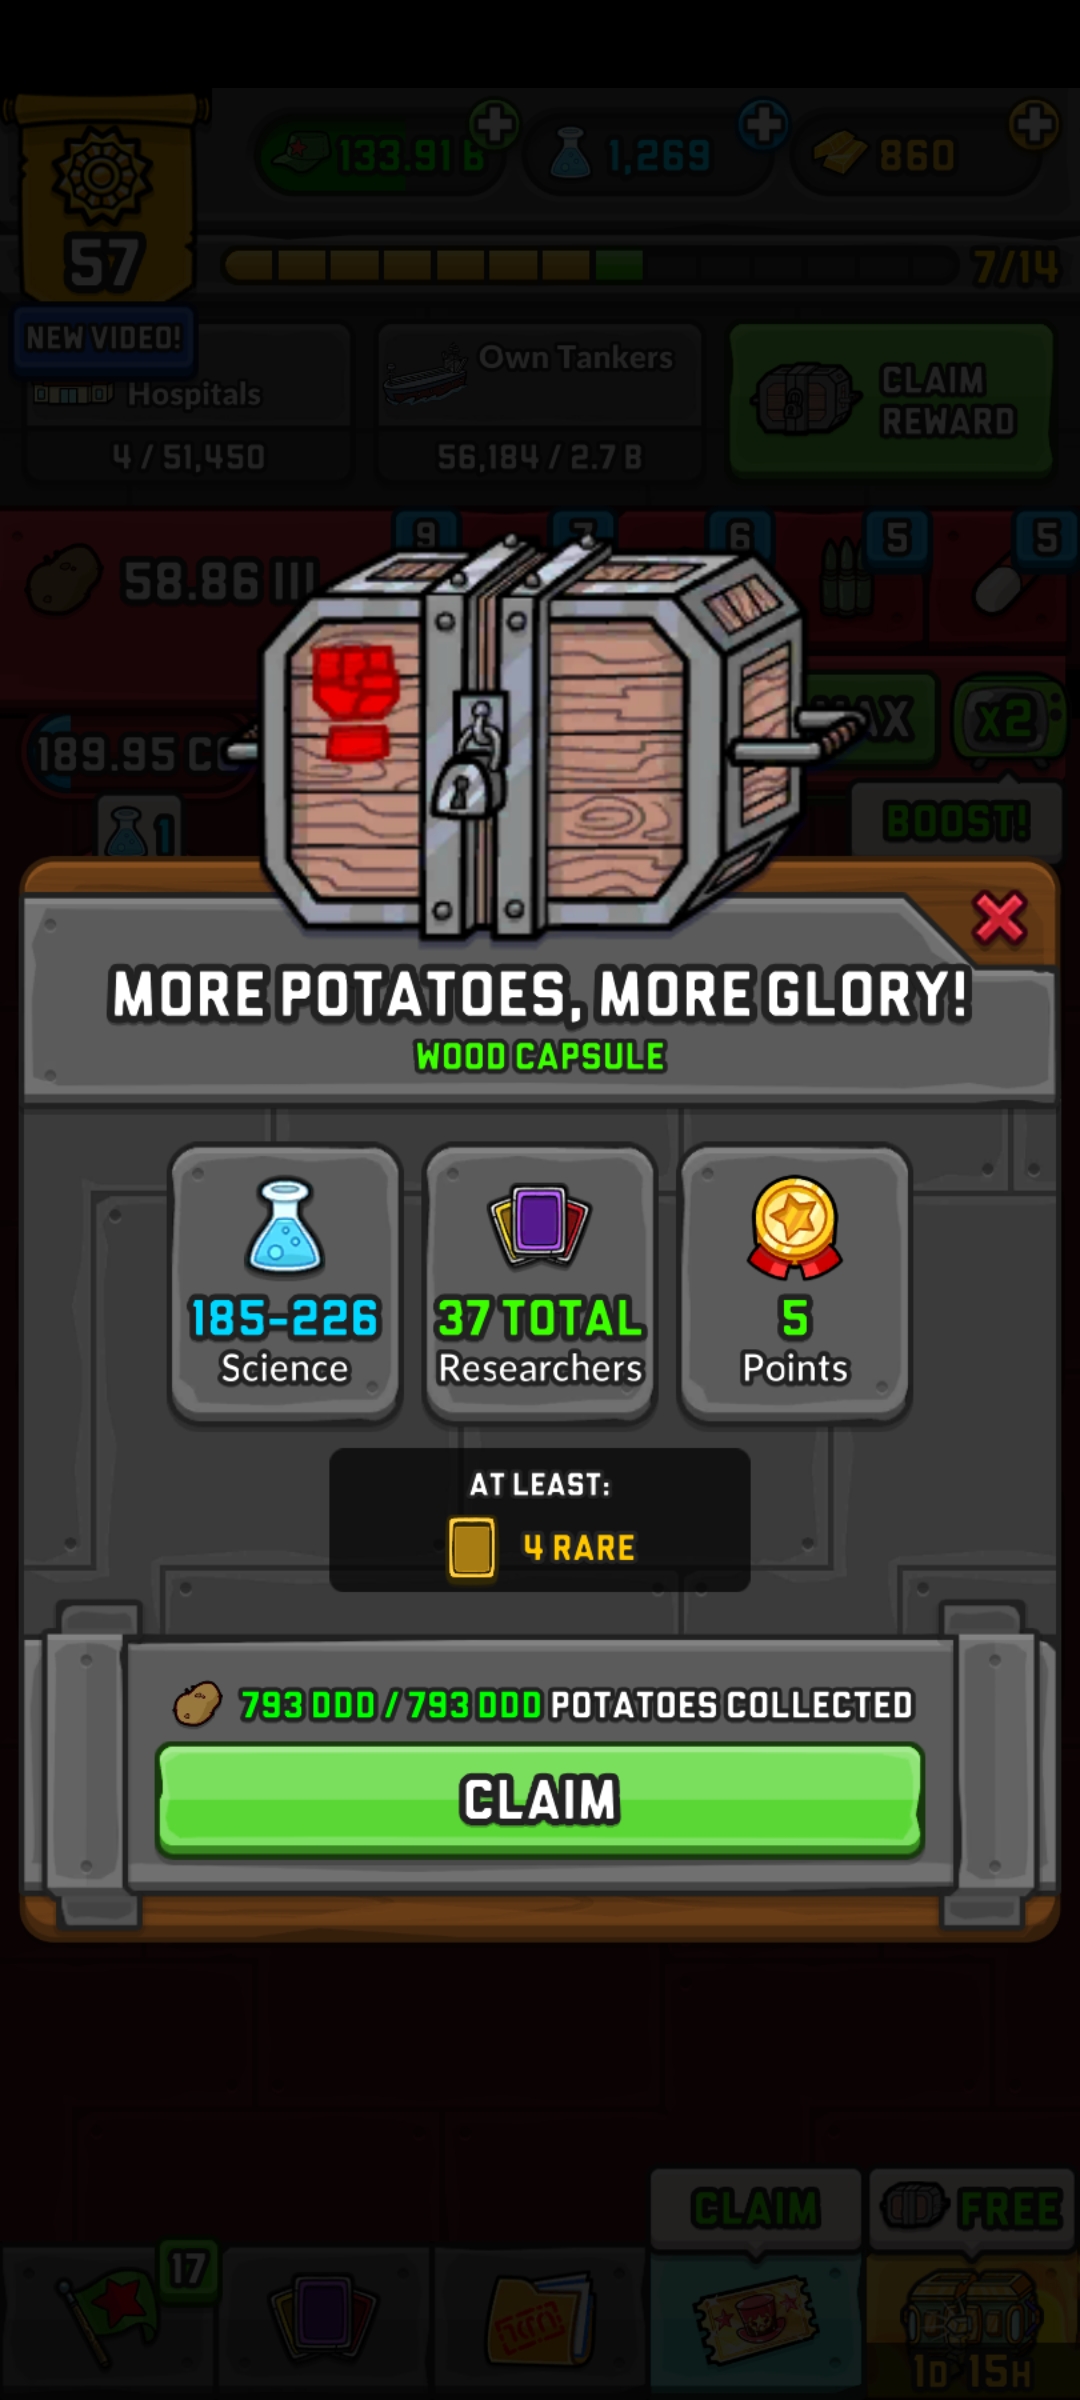 133.91 B
1,269
860
57
7/14
NEW VIDEO!
Hospitals
4 / 51,450
Own Tankers
56,184 / 2.7 B
CLAIM
REWARD
9
7
6
5
5
58.86 III
189.95 CC
MAX
x2
1
BOOST!
MORE POTATOES, MORE GLORY!
WOOD CAPSULE
185-226
Science
37 TOTAL
Researchers
5
Points
AT LEAST:
4 RARE
793 DDD / 793 DDD POTATOES COLLECTED
CLAIM
CLAIM
FREE
17
1D 15H